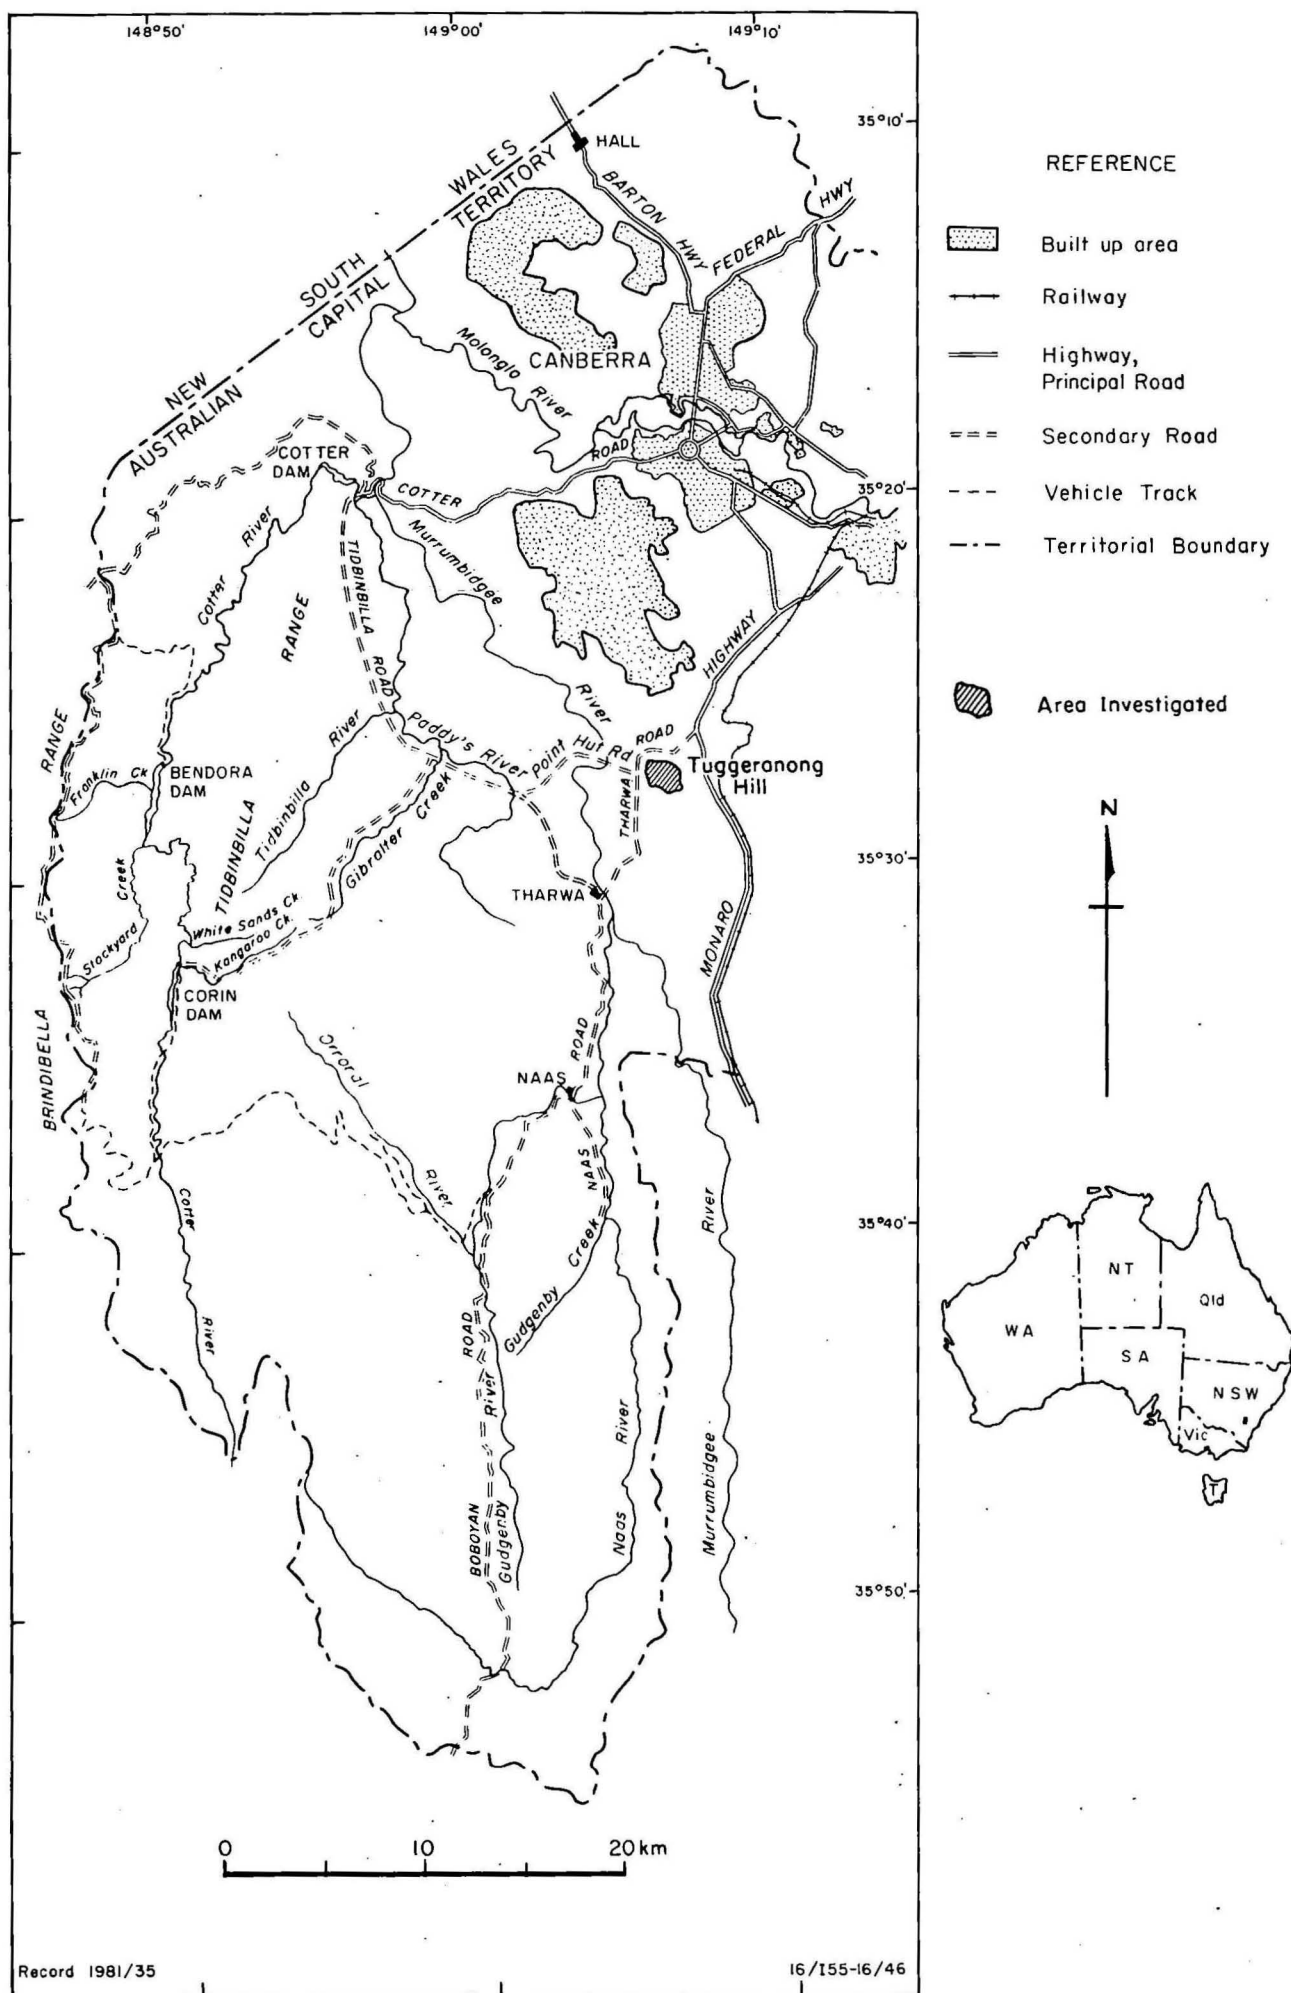 148°50'
149°00'
149°10'
35°10'
HALL
NEW SOUTH WALES
AUSTRALIAN CAPITAL TERRITORY
BARTON HWY
FEDERAL HWY
Molonglo River
CANBERRA
COTTER DAM
COTTER ROAD
35°20'
Cotter River
Murrumbidgee River
TIDBINBILLA ROAD
TIDBINBILLA RANGE
HIGHWAY
Paddy's River
Point Hut Rd
ROAD
Tuggeranong Hill
THARWA
Franklin Ck
BENDORA DAM
Tidbinbilla River
Gibralter Creek
35°30'
THARWA
White Sands Ck.
Kangaroo Ck.
Stockyard Creek
CORIN DAM
MONARO
BRINDIBELLA RANGE
Orroral River
ROAD
NAAS
NAAS
Cotter River
35°40'
River
Gudgenby Creek
BOBOYAN ROAD
Gudgenby River
Naas River
Murrumbidgee
35°50'
0 10 20 km
Record 1981/35
16/I55-16/46
REFERENCE
Built up area
Railway
Highway,
Principal Road
Secondary Road
Vehicle Track
Territorial Boundary
Area Investigated
N
WA
NT
Qld
SA
NSW
Vic
T